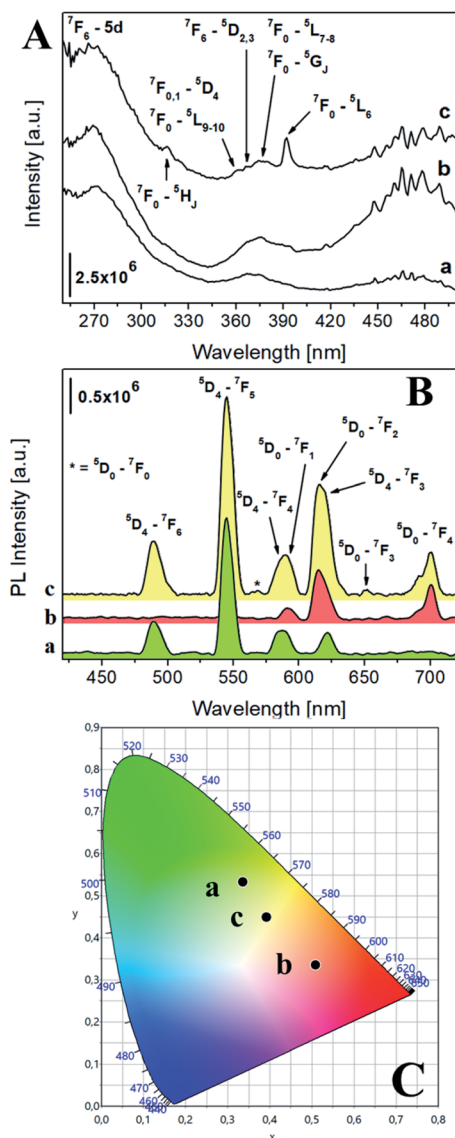 A
⁷F₆ - 5d
⁷F₆ - ⁵D₂,₃
⁷F₀ - ⁵L₇₋₈
⁷F₀ - ⁵G_J
⁷F₀,₁ - ⁵D₄
⁷F₀ - ⁵L₉₋₁₀
⁷F₀ - ⁵L₆
⁷F₀ - ⁵H_J
c
b
a
2.5x10⁶
Intensity [a.u.]
270 300 330 360 390 420 450 480
Wavelength [nm]
B
0.5x10⁶
⁵D₄ - ⁷F₅
* = ⁵D₀ - ⁷F₀
⁵D₀ - ⁷F₂
⁵D₀ - ⁷F₁
⁵D₄ - ⁷F₃
⁵D₄ - ⁷F₄
⁵D₄ - ⁷F₆
⁵D₀ - ⁷F₄
⁵D₀ - ⁷F₃
*
c
b
a
PL Intensity [a.u.]
450 500 550 600 650 700
Wavelength [nm]
C
0,9
0,8
0,7
0,6
0,5
y
0,4
0,3
0,2
0,1
0,0
0,0 0,1 0,2 0,3 0,4 0,5 0,6 0,7 0,8
x
520
530
510
540
550
560
570
500
580
590
600
610
620
630
650
490
480
470
460
440
a
c
b